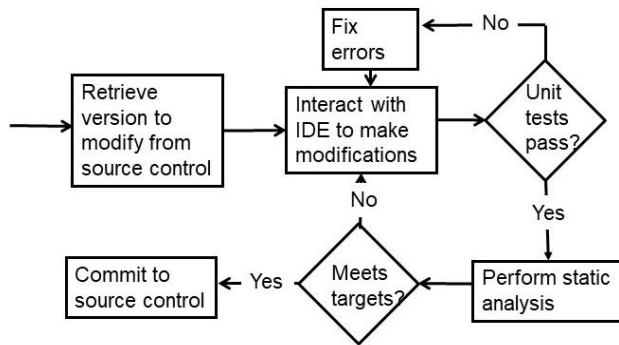 Fix
errors
No
Retrieve
version to
modify from
source control
Interact with
IDE to make
modifications
Unit
tests
pass?
No
Yes
Commit to
source control
Yes
Meets
targets?
Perform static
analysis